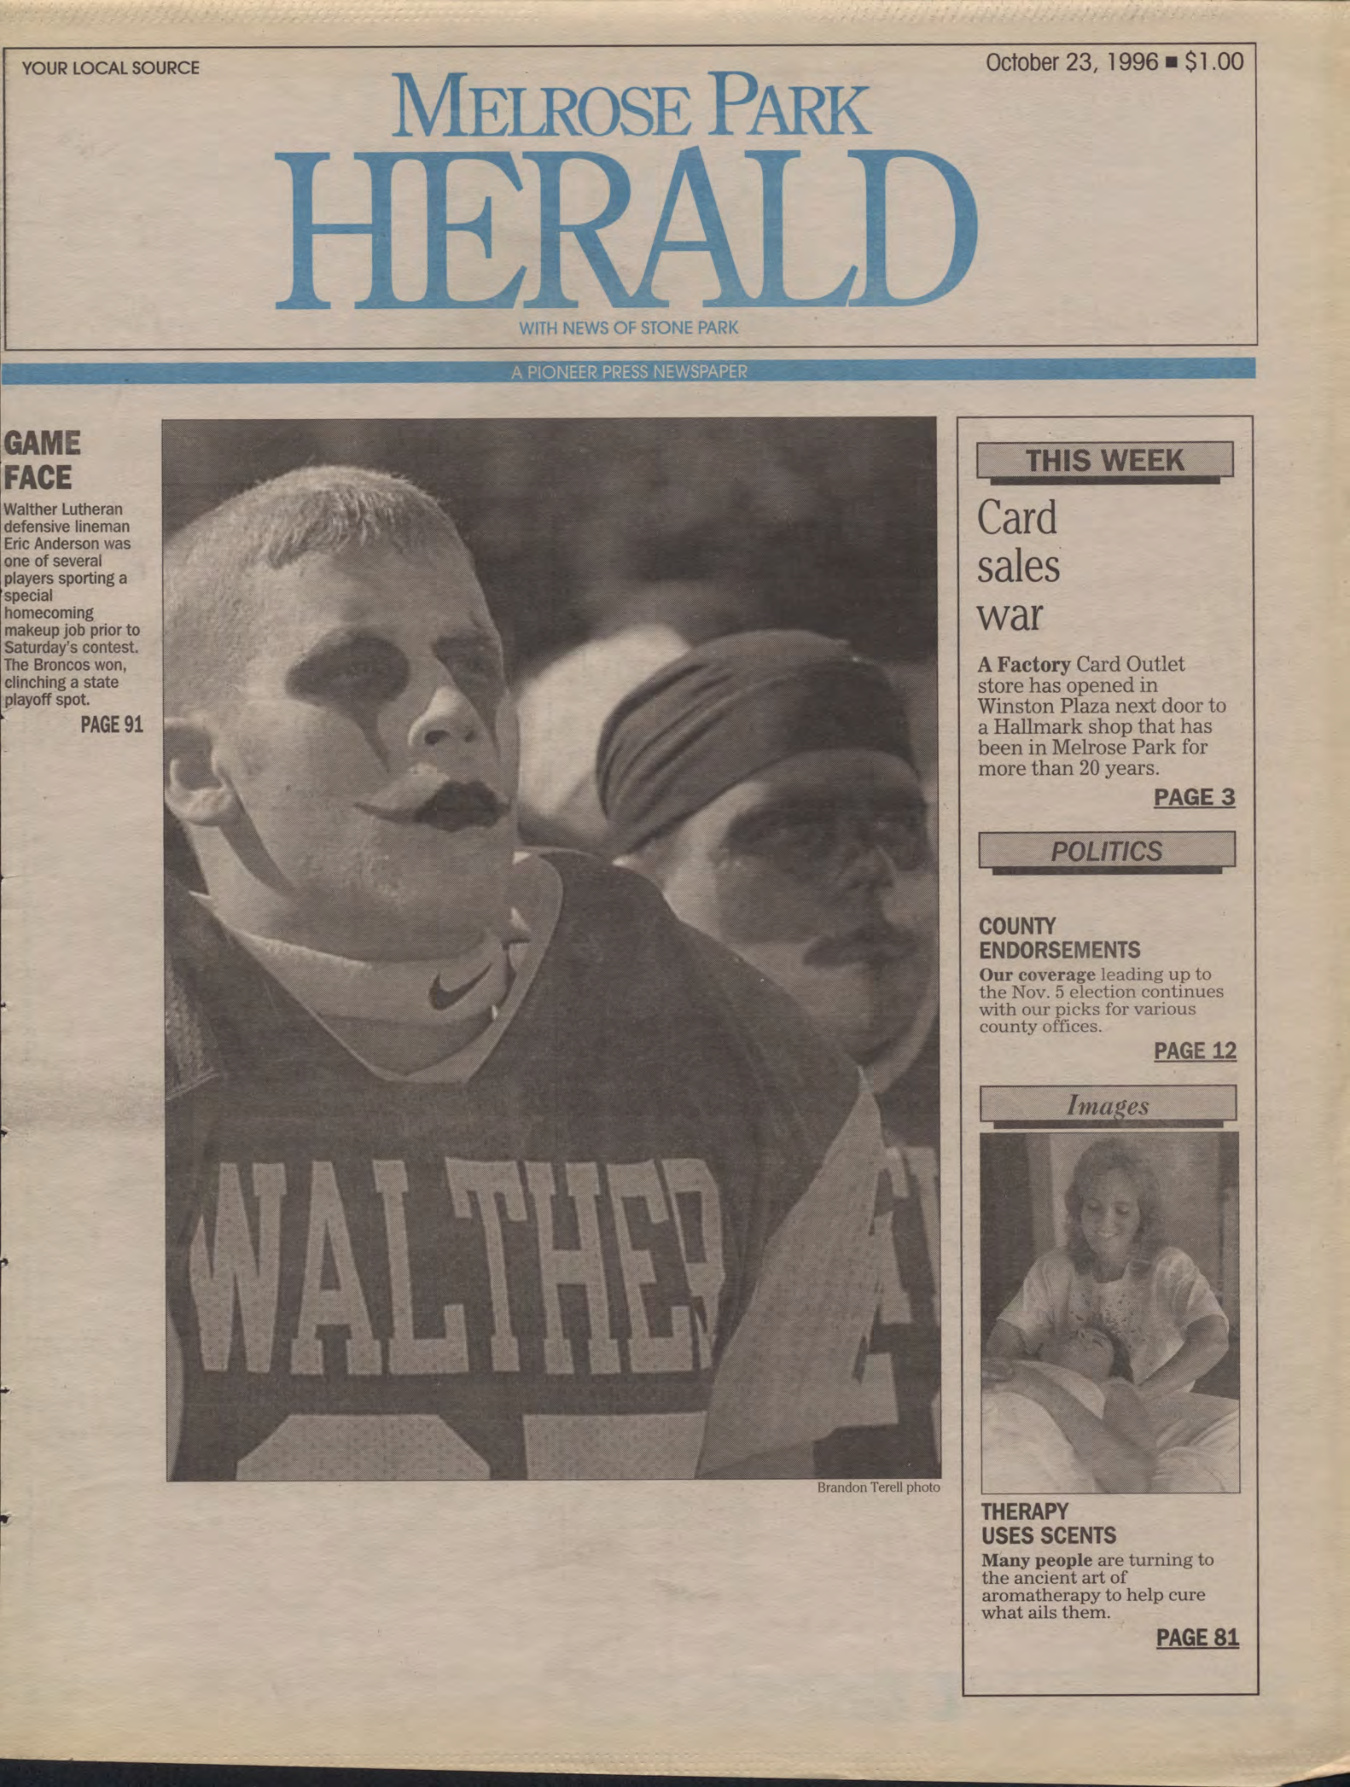 YOUR LOCAL SOURCE
October 23, 1996 ■ $1.00
MELROSE PARK
HERALD
WITH NEWS OF STONE PARK
A PIONEER PRESS NEWSPAPER
GAME
FACE
Walther Lutheran
defensive lineman
Eric Anderson was
one of several
players sporting a
special
homecoming
makeup job prior to
Saturday's contest.
The Broncos won,
clinching a state
playoff spot.
PAGE 91
WALTHER
Brandon Terell photo
THIS WEEK
Card
sales
war
A Factory Card Outlet
store has opened in
Winston Plaza next door to
a Hallmark shop that has
been in Melrose Park for
more than 20 years.
PAGE 3
POLITICS
COUNTY
ENDORSEMENTS
Our coverage leading up to
the Nov. 5 election continues
with our picks for various
county offices.
PAGE 12
Images
THERAPY
USES SCENTS
Many people are turning to
the ancient art of
aromatherapy to help cure
what ails them.
PAGE 81